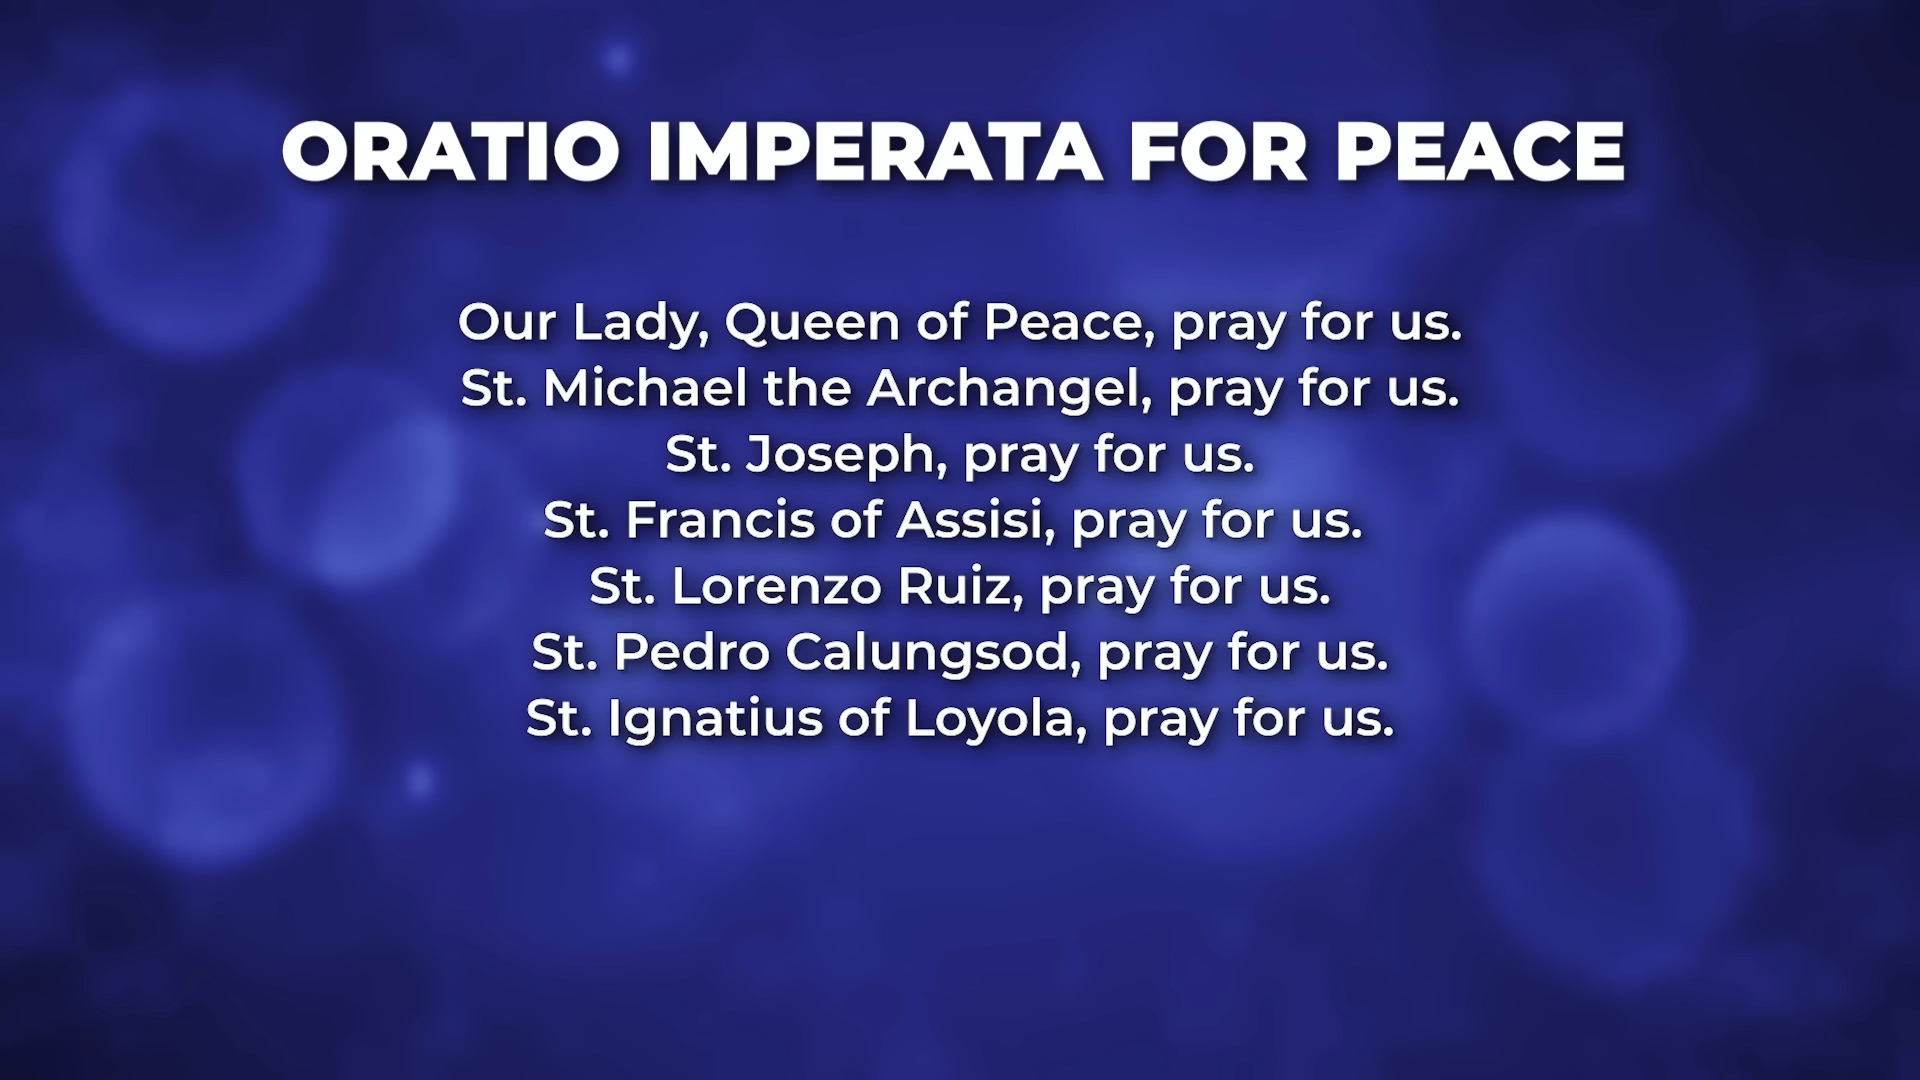 ORATIO IMPERATA FOR PEACE
Our Lady, Queen of Peace, pray for us.
St. Michael the Archangel, pray for us.
St. Joseph, pray for us.
St. Francis of Assisi, pray for us.
St. Lorenzo Ruiz, pray for us.
St. Pedro Calungsod, pray for us.
St. Ignatius of Loyola, pray for us.